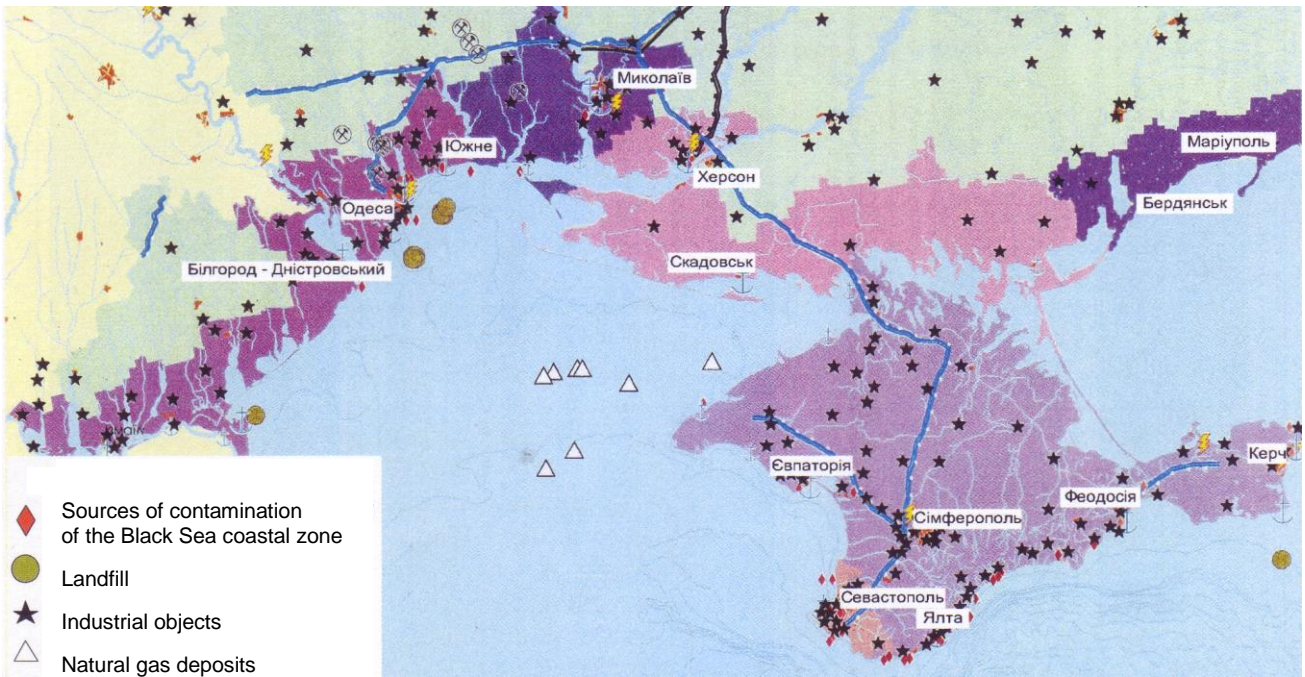 Миколаїв
Маріуполь
Южне
Херсон
Бердянськ
Одеса
Скадовськ
Білгород - Дністровський
Євпаторія
Керч
Феодосія
Сімферополь
Севастополь
Ялта
Sources of contamination
of the Black Sea coastal zone
Landfill
Industrial objects
Natural gas deposits